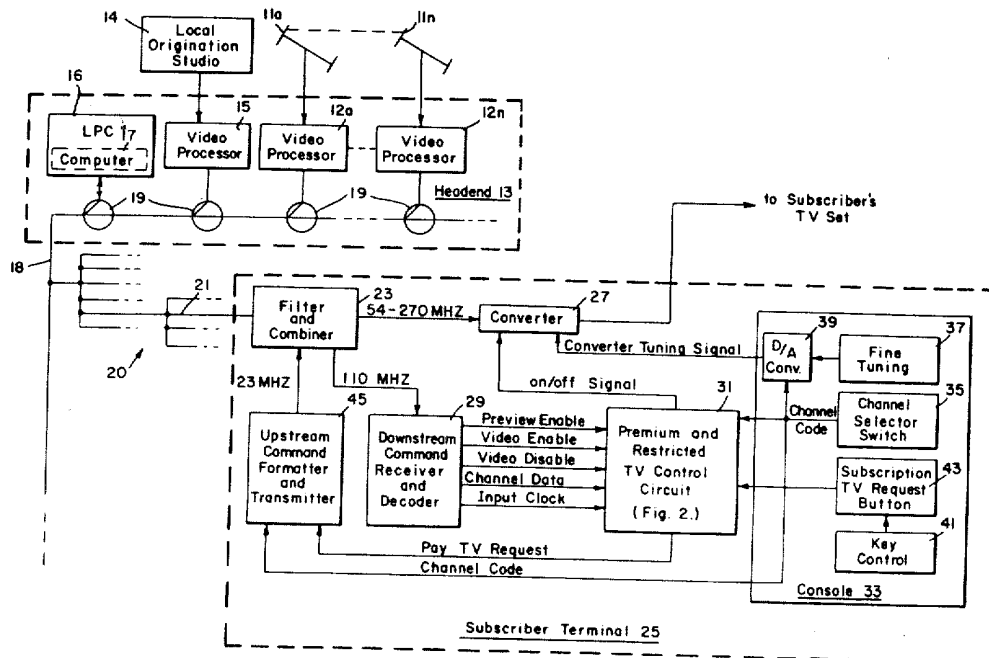 14
Local
Origination
Studio
11a
11n
16
LPC
17
Computer
15
Video
Processor
12a
Video
Processor
12n
Video
Processor
19
19
Headend 13
18
to Subscriber's
TV Set
21
20
23
Filter
and
Combiner
54-270 MHZ
27
Converter
39
D/A
Conv.
37
Fine
Tuning
Converter Tuning Signal
23 MHZ
110 MHZ
on/off Signal
45
Upstream
Command
Formatter
and
Transmitter
29
Downstream
Command
Receiver
and
Decoder
Preview Enable
Video Enable
Video Disable
Channel Data
Input Clock
31
Premium and
Restricted
TV Control
Circuit
(Fig. 2.)
Channel
Code
35
Channel
Selector
Switch
43
Subscription
TV Request
Button
41
Key
Control
Console 33
Pay TV Request
Channel Code
Subscriber Terminal 25